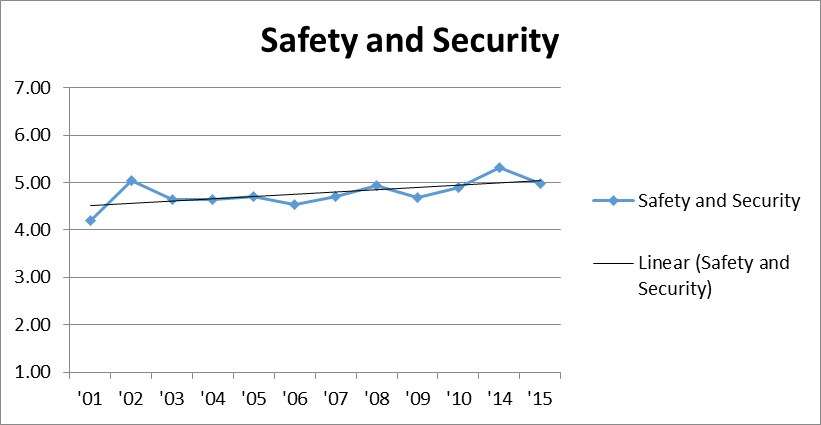 Safety and Security
7.00
6.00
5.00
4.00
3.00
2.00
1.00
'01 '02 '03 '04 '05 '06 '07 '08 '09 '10 '14 '15
Safety and Security
Linear (Safety and
Security)